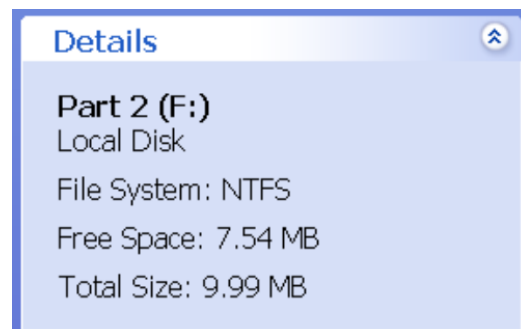 Details
Part 2 (F:)
Local Disk
File System: NTFS
Free Space: 7.54 MB
Total Size: 9.99 MB